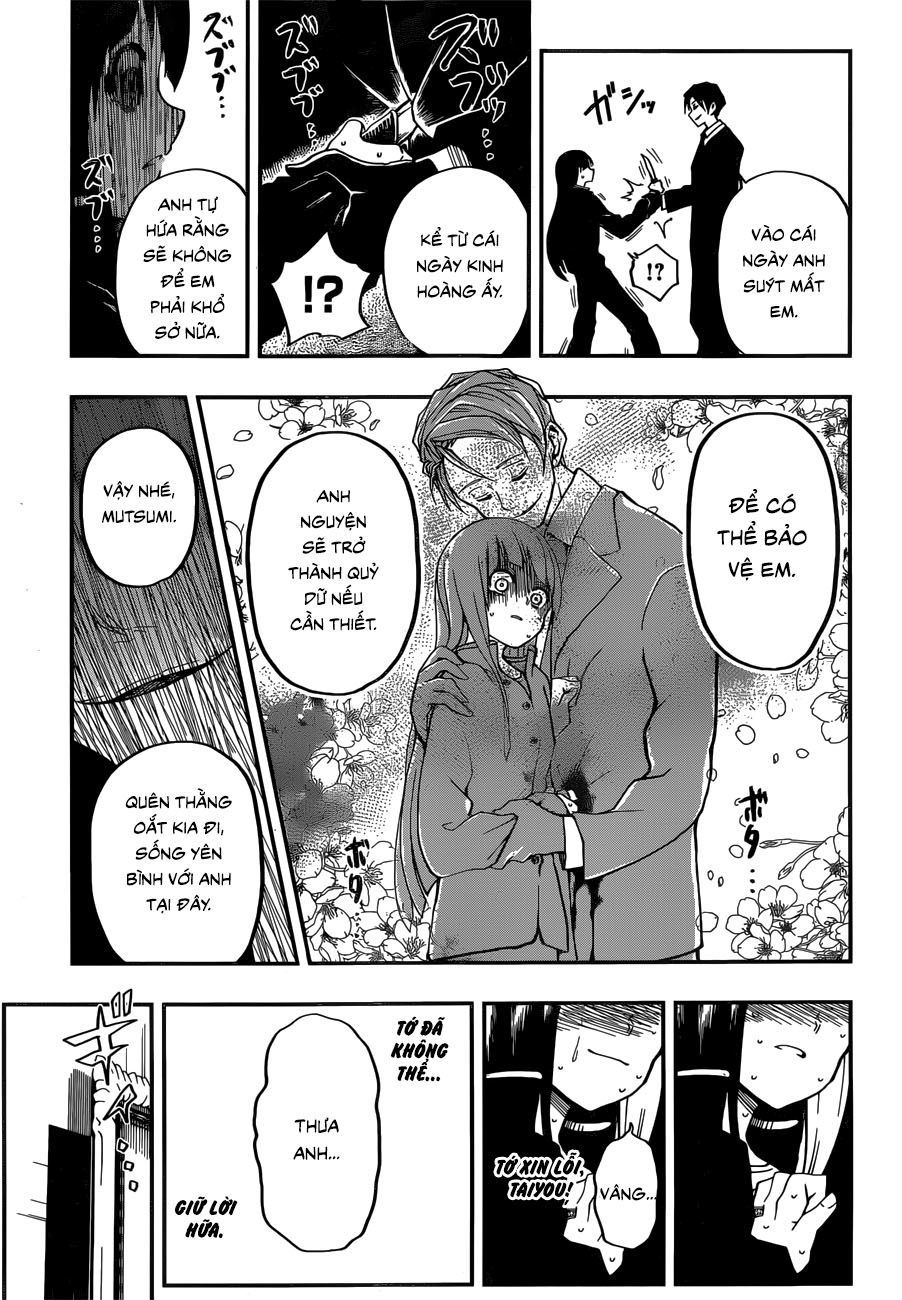 ガシッ
!?
VÀO CÁI
NGÀY ANH
SUÝT MẤT
EM.
ズブブ...
ズブブ...
KỂ TỪ CÁI
NGÀY KINH
HOÀNG ẤY.
!?
ズブブ...
ズブ...
ANH TỰ
HỨA RẰNG
SẼ KHÔNG
ĐỂ EM
PHẢI KHỔ
SỞ NỮA.
ĐỂ CÓ
THỂ BẢO
VỆ EM.
ANH
NGUYỆN
SẼ TRỞ
THÀNH QUỶ
DỮ NẾU
CẦN THIẾT.
ボタ...
ボタ...
VẬY NHÉ,
MUTSUMI.
QUÊN THẰNG
OẮT KIA ĐI,
SỐNG YÊN
BÌNH VỚI ANH
TẠI ĐÂY.
VÂNG...
TỚ XIN LỖI,
TAIYOU!
TỚ ĐÃ
KHÔNG
THỂ...
THƯA
ANH...
GIỮ LỜI
HỨA.
ギュ...